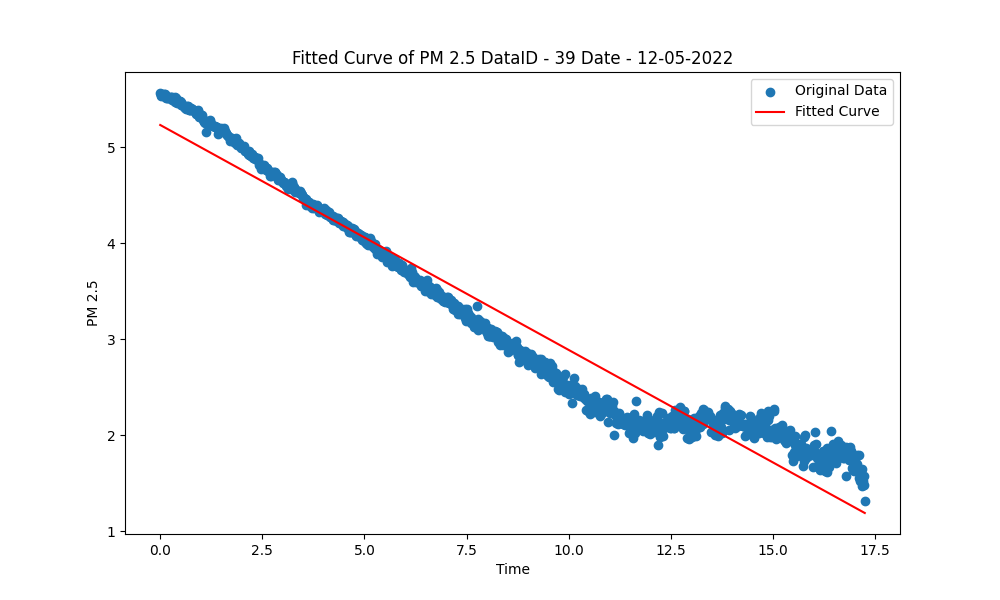 Fitted Curve of PM 2.5 DataID - 39 Date - 12-05-2022
Original Data
Fitted Curve
PM 2.5
5
4
3
2
1
0.0 2.5 5.0 7.5 10.0 12.5 15.0 17.5
Time